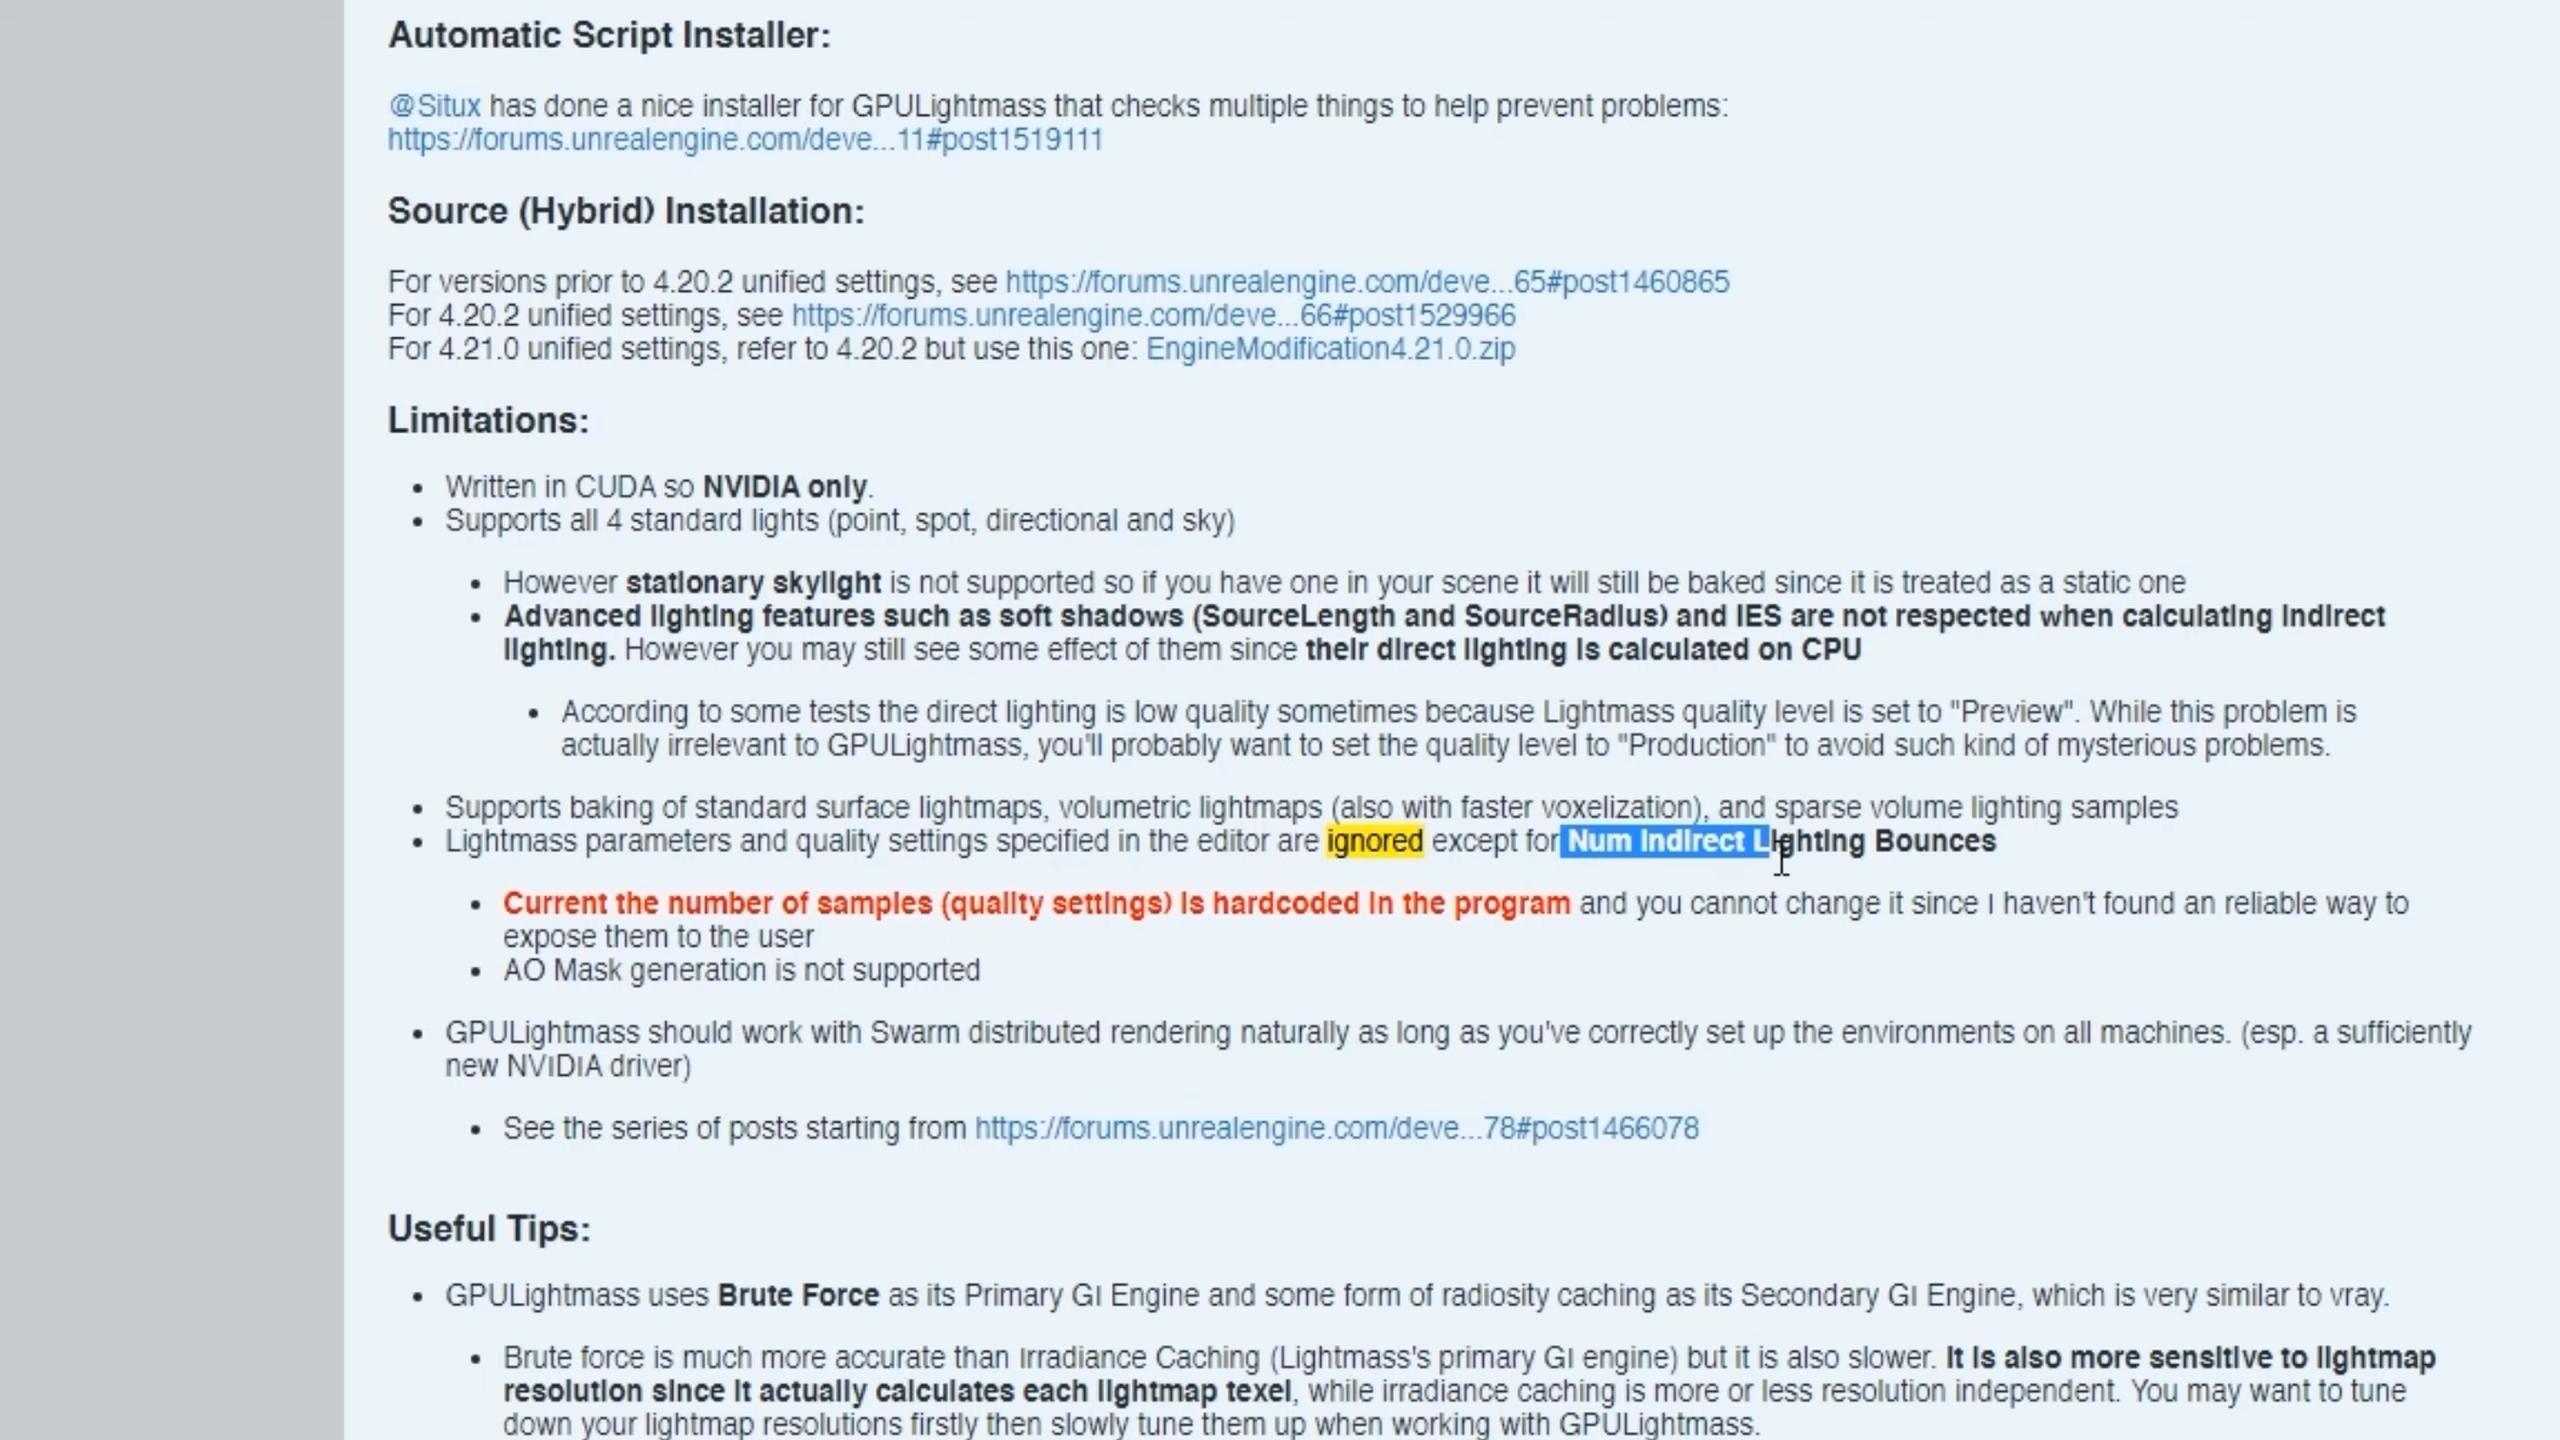 Automatic Script Installer:
@Situx has done a nice installer for GPULightmass that checks multiple things to help prevent problems:
https://forums.unrealengine.com/deve...11#post1519111
Source (Hybrid) Installation:
For versions prior to 4.20.2 unified settings, see https://forums.unrealengine.com/deve...65#post1460865
For 4.20.2 unified settings, see https://forums.unrealengine.com/deve...66#post1529966
For 4.21.0 unified settings, refer to 4.20.2 but use this one: EngineModification4.21.0.zip
Limitations:
• Written in CUDA so NVIDIA only.
• Supports all 4 standard lights (point, spot, directional and sky)
• However stationary skylight is not supported so if you have one in your scene it will still be baked since it is treated as a static one
• Advanced lighting features such as soft shadows (SourceLength and SourceRadius) and IES are not respected when calculating indirect
lighting. However you may still see some effect of them since their direct lighting is calculated on CPU
• According to some tests the direct lighting is low quality sometimes because Lightmass quality level is set to "Preview". While this problem is
actually irrelevant to GPULightmass, you'll probably want to set the quality level to "Production" to avoid such kind of mysterious problems.
• Supports baking of standard surface lightmaps, volumetric lightmaps (also with faster voxelization), and sparse volume lighting samples
• Lightmass parameters and quality settings specified in the editor are ignored except for Num Indirect Lighting Bounces
• Current the number of samples (quality settings) is hardcoded in the program and you cannot change it since I haven't found an reliable way to
expose them to the user
• AO Mask generation is not supported
• GPULightmass should work with Swarm distributed rendering naturally as long as you've correctly set up the environments on all machines. (esp. a sufficiently
new NVIDIA driver)
• See the series of posts starting from https://forums.unrealengine.com/deve...78#post1466078
Useful Tips:
• GPULightmass uses Brute Force as its Primary GI Engine and some form of radiosity caching as its Secondary GI Engine, which is very similar to vray.
• Brute force is much more accurate than Irradiance Caching (Lightmass's primary GI engine) but it is also slower. It is also more sensitive to lightmap
resolution since it actually calculates each lightmap texel, while irradiance caching is more or less resolution independent. You may want to tune
down your lightmap resolutions firstly then slowly tune them up when working with GPULightmass.